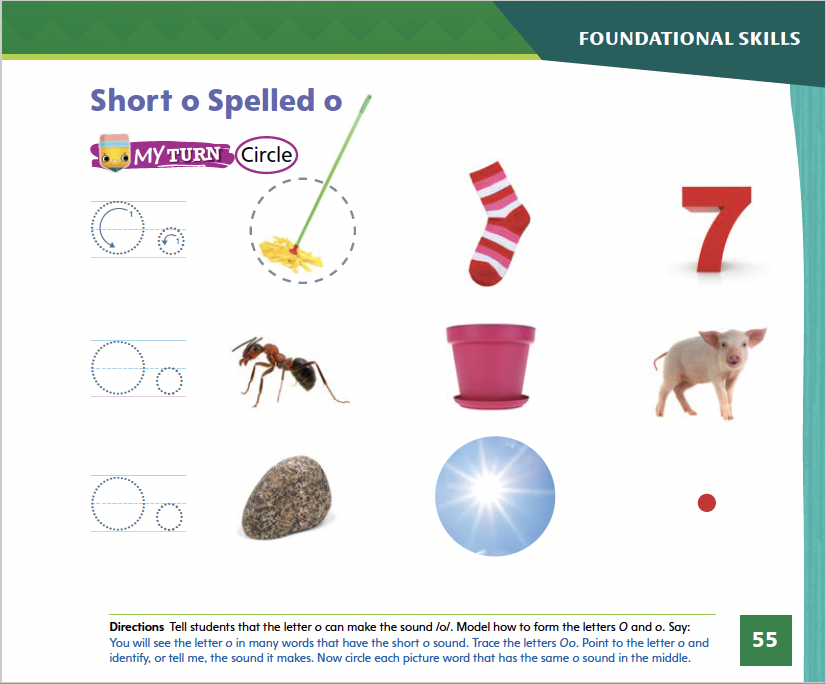 FOUNDATIONAL SKILLS
Short o Spelled o
MY TURN Circle
O o
7
O o
O o
Directions Tell students that the letter o can make the sound /o/. Model how to form the letters O and o. Say:
You will see the letter o in many words that have the short o sound. Trace the letters Oo. Point to the letter o and
identify, or tell me, the sound it makes. Now circle each picture word that has the same o sound in the middle.
55